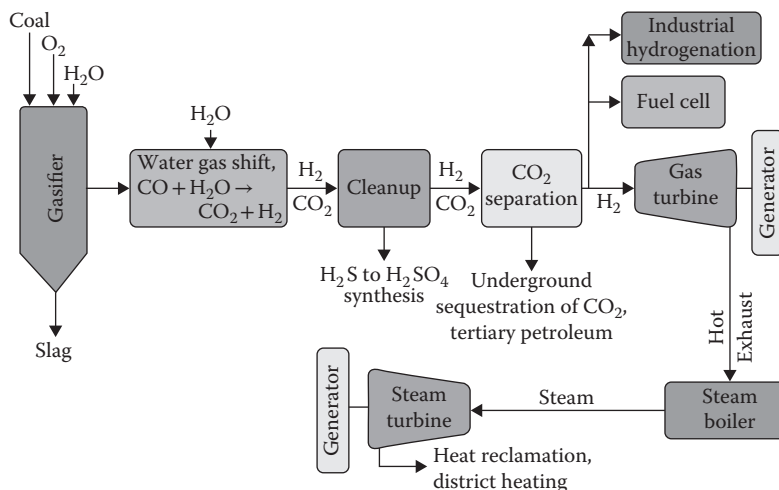 Coal
O₂
H₂O
Gasifier
Slag
H₂O
Water gas shift,
CO + H₂O →
CO₂ + H₂
H₂
CO₂
Cleanup
H₂S to H₂SO₄
synthesis
H₂
CO₂
CO₂
separation
Underground
sequestration of CO₂,
tertiary petroleum
Industrial
hydrogenation
Fuel cell
H₂
Gas
turbine
Generator
Hot
Exhaust
Steam
boiler
Steam
Steam
turbine
Generator
Heat reclamation,
district heating